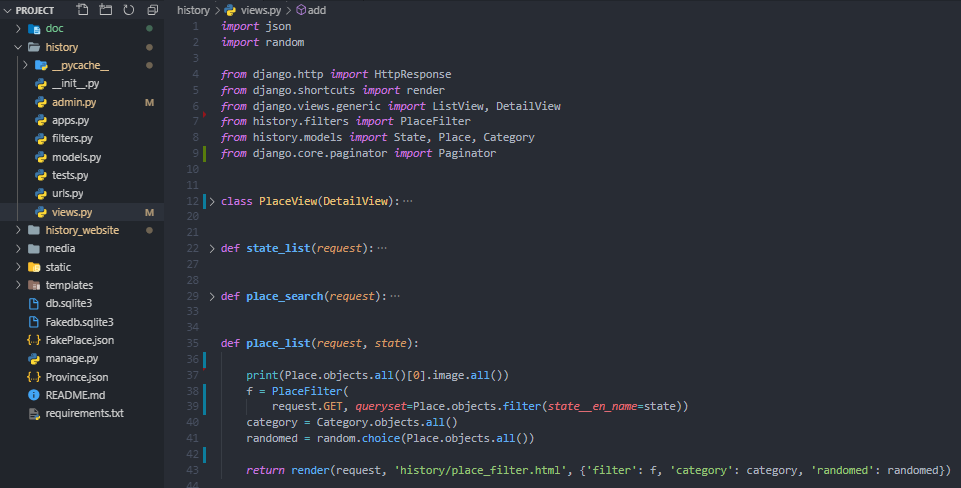 PROJECT
doc
history
__pycache__
__init__.py
admin.py M
apps.py
filters.py
models.py
tests.py
urls.py
views.py M
history_website
media
static
templates
db.sqlite3
Fakedb.sqlite3
FakePlace.json
manage.py
Province.json
README.md
requirements.txt
history > views.py > add
1 import json
2 import random
3
4 from django.http import HttpResponse
5 from django.shortcuts import render
6 from django.views.generic import ListView, DetailView
7 from history.filters import PlaceFilter
8 from history.models import State, Place, Category
9 from django.core.paginator import Paginator
10
11
12 class PlaceView(DetailView):···
20
21
22 def state_list(request):···
27
28
29 def place_search(request):···
33
34
35 def place_list(request, state):
36
37 print(Place.objects.all()[0].image.all())
38 f = PlaceFilter(
39 request.GET, queryset=Place.objects.filter(state__en_name=state))
40 category = Category.objects.all()
41 randomed = random.choice(Place.objects.all())
42
43 return render(request, 'history/place_filter.html', {'filter': f, 'category': category, 'randomed': randomed})
44